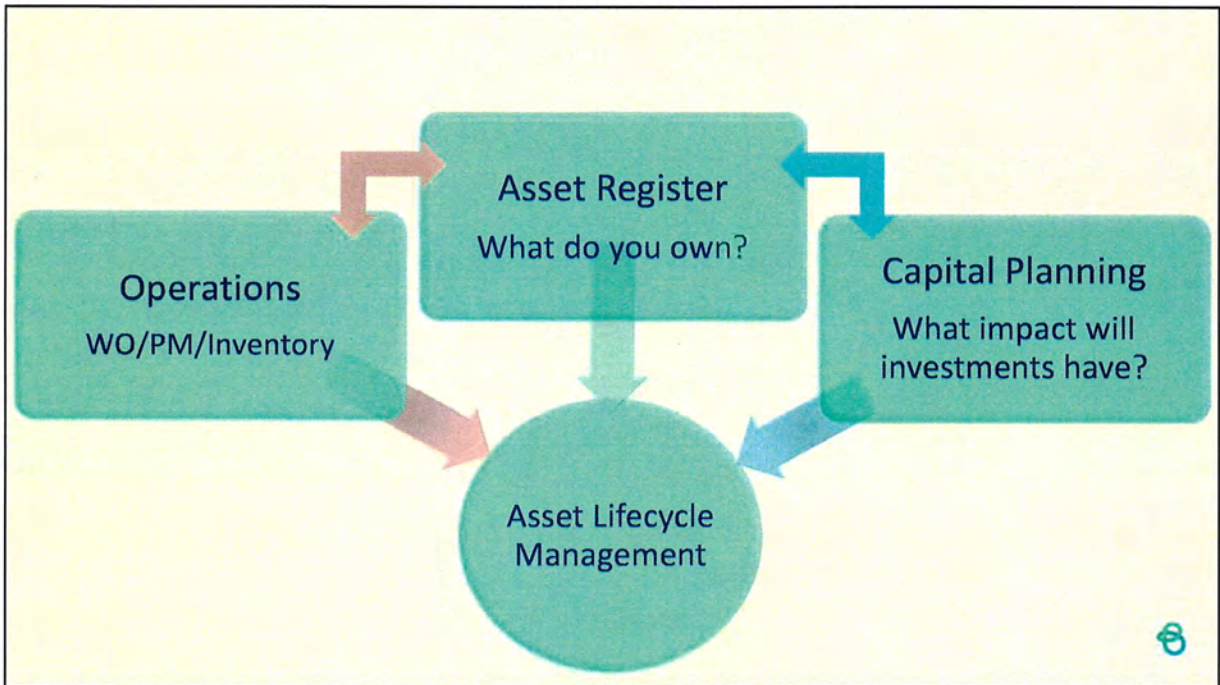 Asset Register
What do you own?
Operations
WO/PM/Inventory
Capital Planning
What impact will
investments have?
Asset Lifecycle
Management